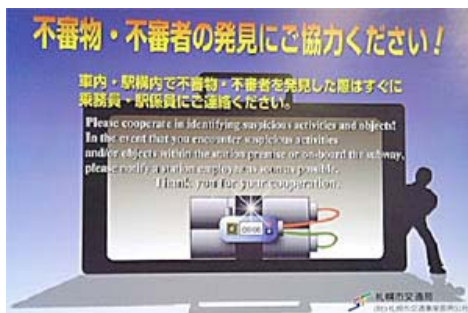 不審物・不審者の発見にご協力ください！
車内・駅構内で不審物・不審者を発見した際はすぐに
乗務員・駅係員にご連絡ください。
Please cooperate in identifying suspicious activities and objects!
In the event that you encounter suspicious activities
and/or objects within the station premise or on-board the subway,
please notify a station employee as soon as possible.
Thank you for your cooperation.
00:06
札幌市交通局